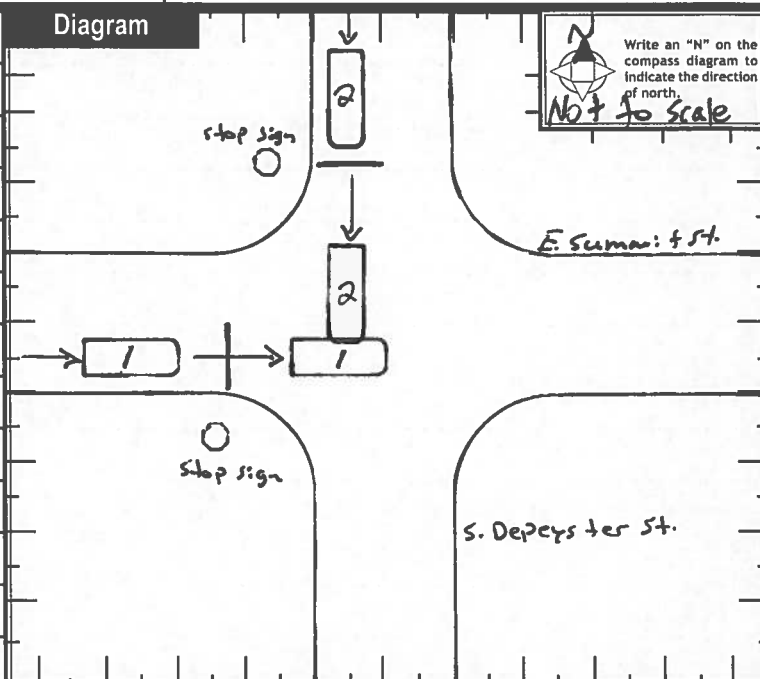 Diagram
N
Write an "N" on the
compass diagram to
indicate the direction
of north.
Not to scale
2
stop sign
E. Summit St.
2
1
1
stop sign
S. Depeyster St.